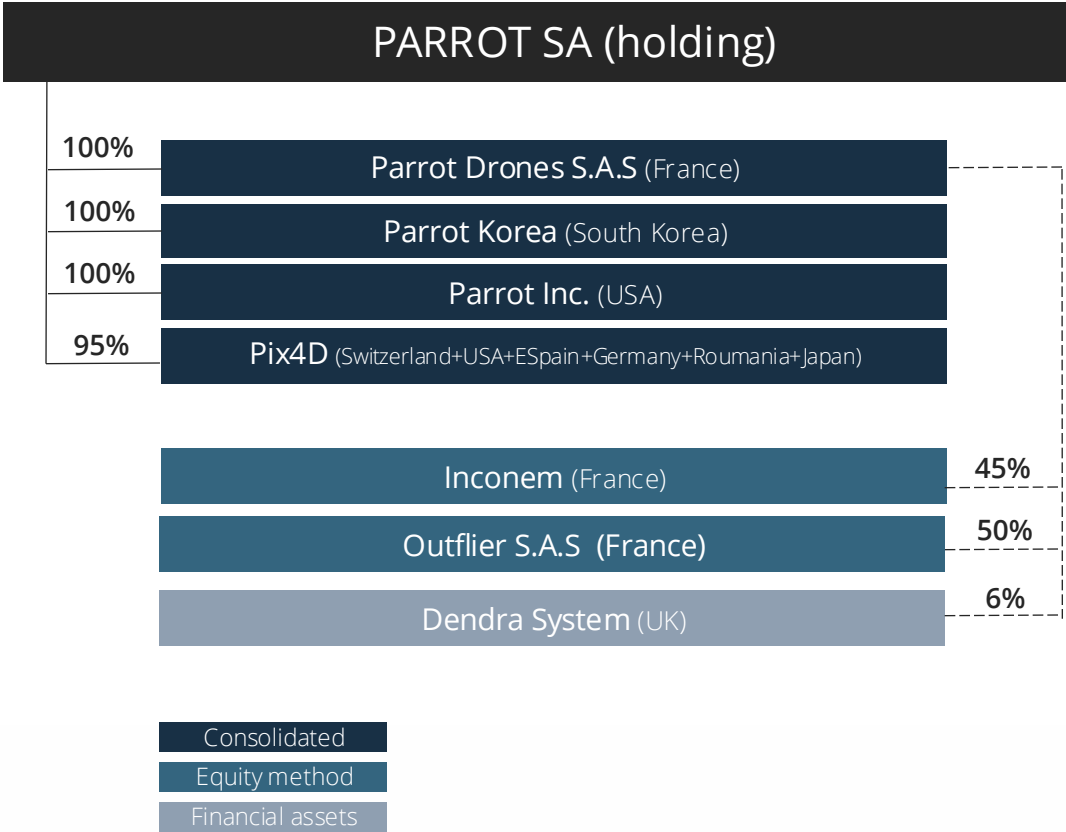 PARROT SA (holding)
100%
Parrot Drones S.A.S (France)
100%
Parrot Korea (South Korea)
100%
Parrot Inc. (USA)
95%
Pix4D (Switzerland+USA+ESpain+Germany+Roumania+Japan)
Inconem (France)
45%
Outflier S.A.S (France)
50%
Dendra System (UK)
6%
Consolidated
Equity method
Financial assets